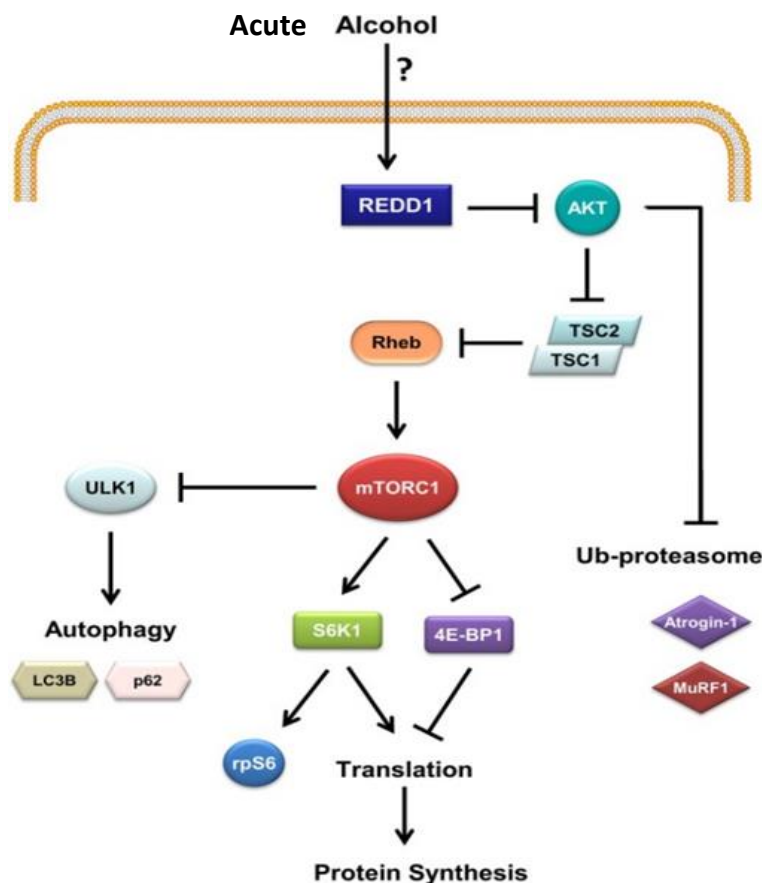 Acute Alcohol
?
REDD1
AKT
TSC2
TSC1
Rheb
ULK1
mTORC1
Ub-proteasome
Autophagy
S6K1
4E-BP1
Atrogin-1
LC3B
p62
MuRF1
rpS6
Translation
Protein Synthesis